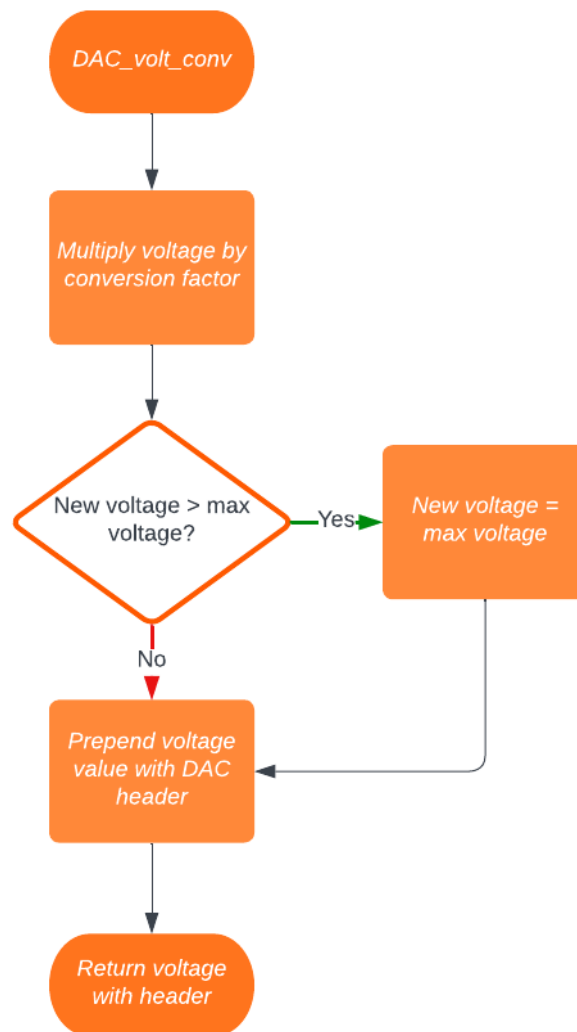 DAC_volt_conv
Multiply voltage by
conversion factor
New voltage > max
voltage?
Yes
New voltage =
max voltage
No
Prepend voltage
value with DAC
header
Return voltage
with header